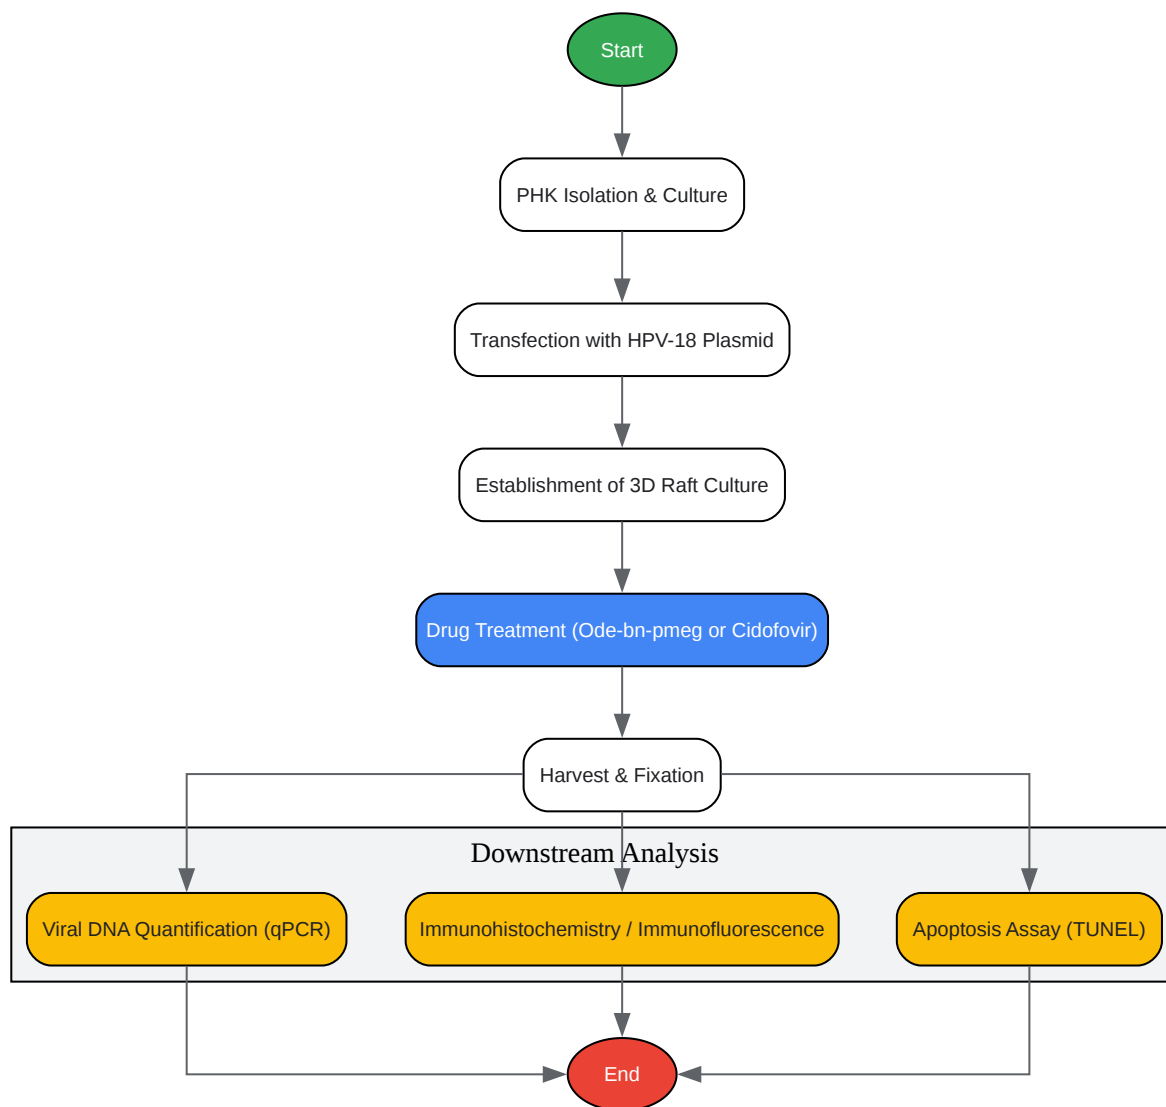 Start
PHK Isolation & Culture
Transfection with HPV-18 Plasmid
Establishment of 3D Raft Culture
Drug Treatment (Ode-bn-pmeg or Cidofovir)
Harvest & Fixation
Downstream Analysis
Viral DNA Quantification (qPCR)
Immunohistochemistry / Immunofluorescence
Apoptosis Assay (TUNEL)
End